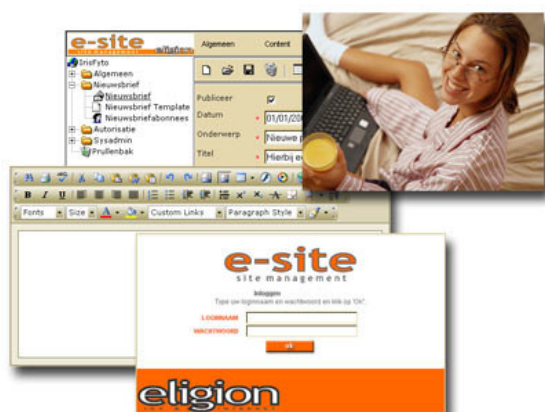 e-site
site management
eligion
Algemeen
Content
IrisFyto
Algemeen
Nieuwsbrief
Nieuwsbrief
Nieuwsbrief Template
Nieuwsbriefabonnees
Autorisatie
Sysadmin
Prullenbak
Publiceer
Datum
01/01/20
Onderwerp
Nieuwe p
Titel
Hierbij e
B I U
Fonts
Size
A
Custom Links
Paragraph Style
e-site
site management
Inloggen
Type uw loginnaam en wachtwoord en klik op 'Ok'.
LOGINNAAM
WACHTWOORD
ok
eligion